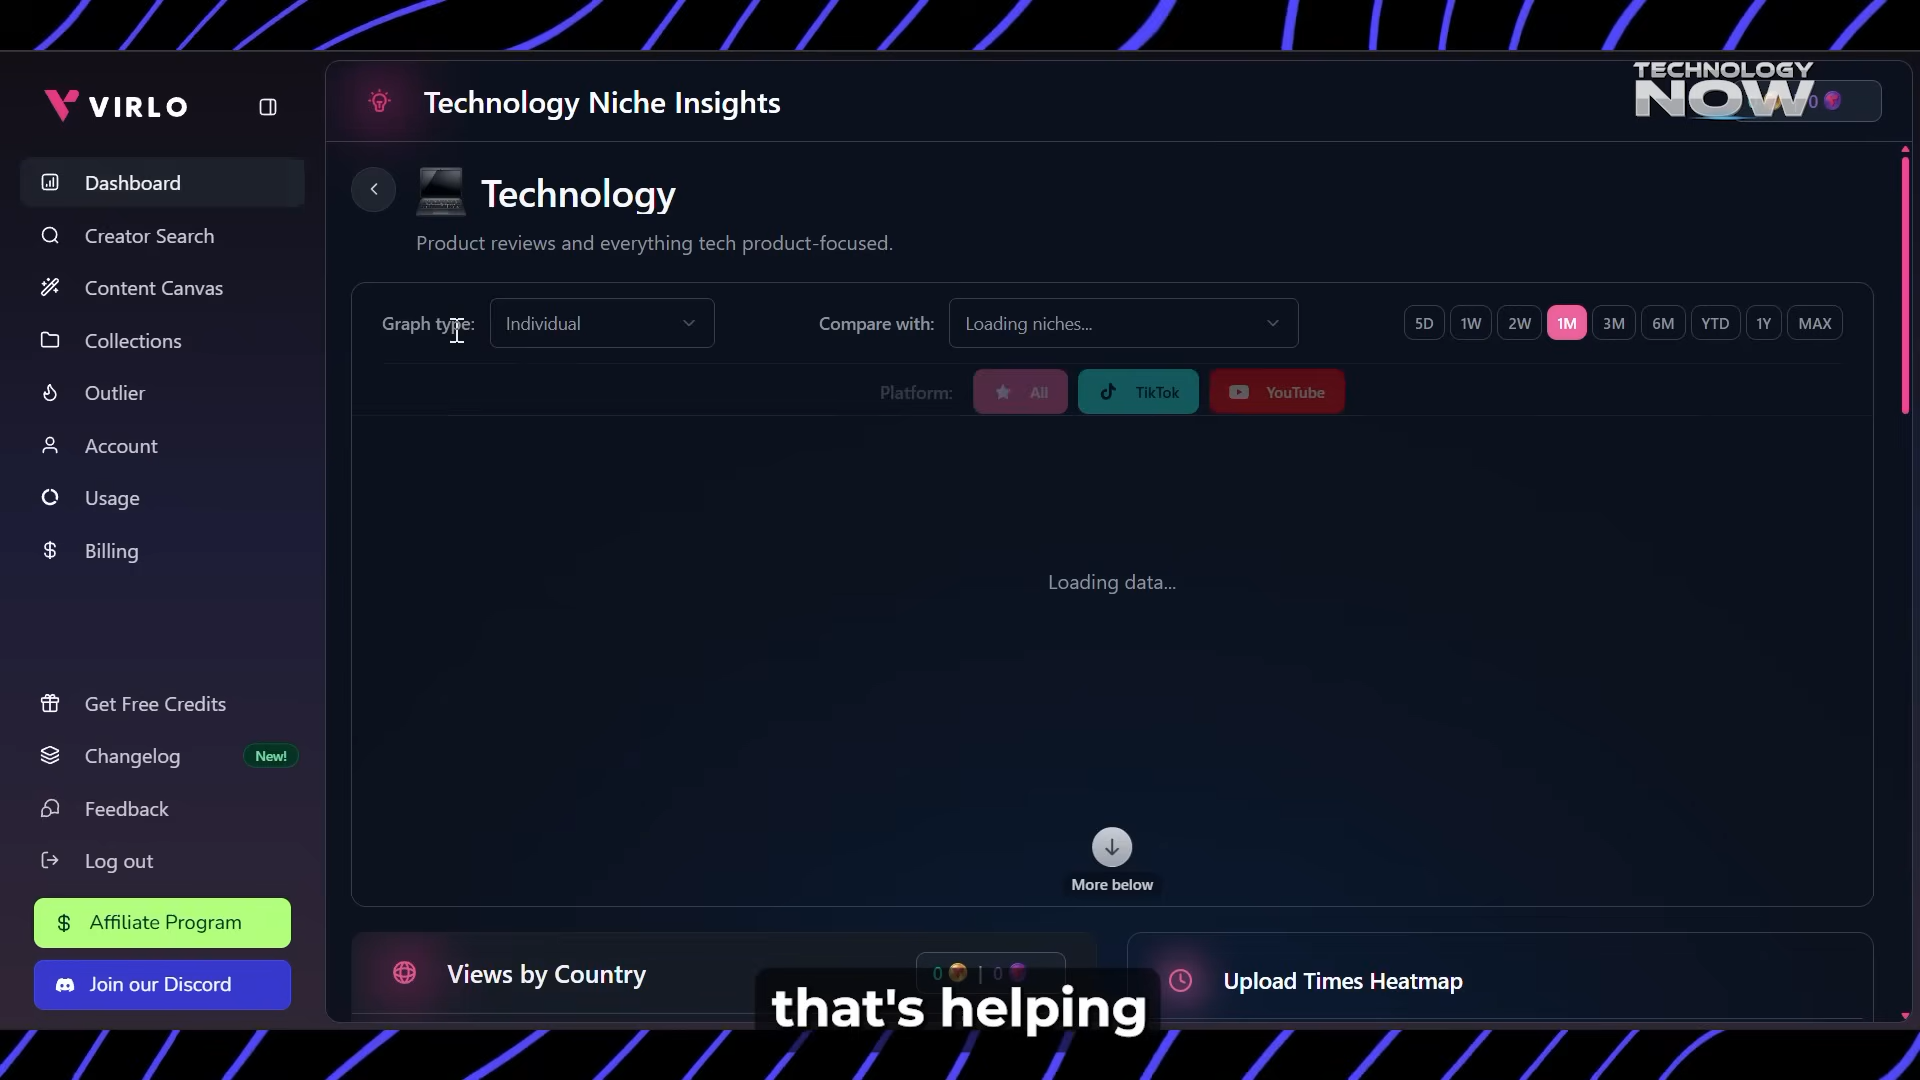 VIRLO
Dashboard
Creator Search
Content Canvas
Collections
Outlier
Account
Usage
Billing
Get Free Credits
Changelog
New!
Feedback
Log out
$ Affiliate Program
Join our Discord
Technology Niche Insights
TECHNOLOGY
NOW
0
Technology
Product reviews and everything tech product-focused.
Graph type:
Individual
Compare with:
Loading niches...
5D
1W
2W
1M
3M
6M
YTD
1Y
MAX
Platform:
All
TikTok
YouTube
Loading data...
More below
Views by Country
0 | 0
Upload Times Heatmap
that's helping